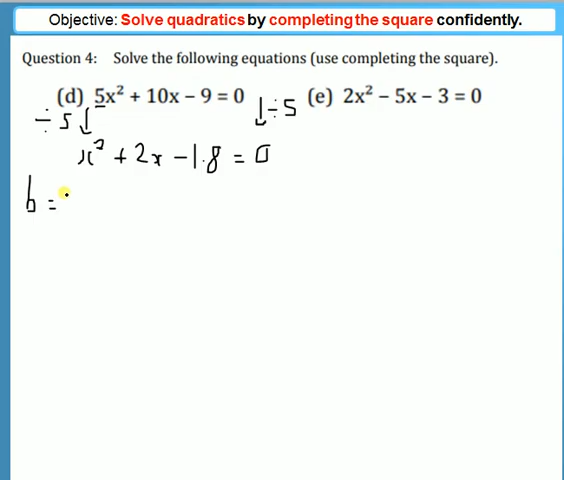 Objective: Solve quadratics by completing the square confidently.
Question 4: Solve the following equations (use completing the square).
(d) 5x² + 10x − 9 = 0 (e) 2x² − 5x − 3 = 0
÷ 5 ↓ ↓ ÷ 5
x² + 2x − 1.8 = 0
b =